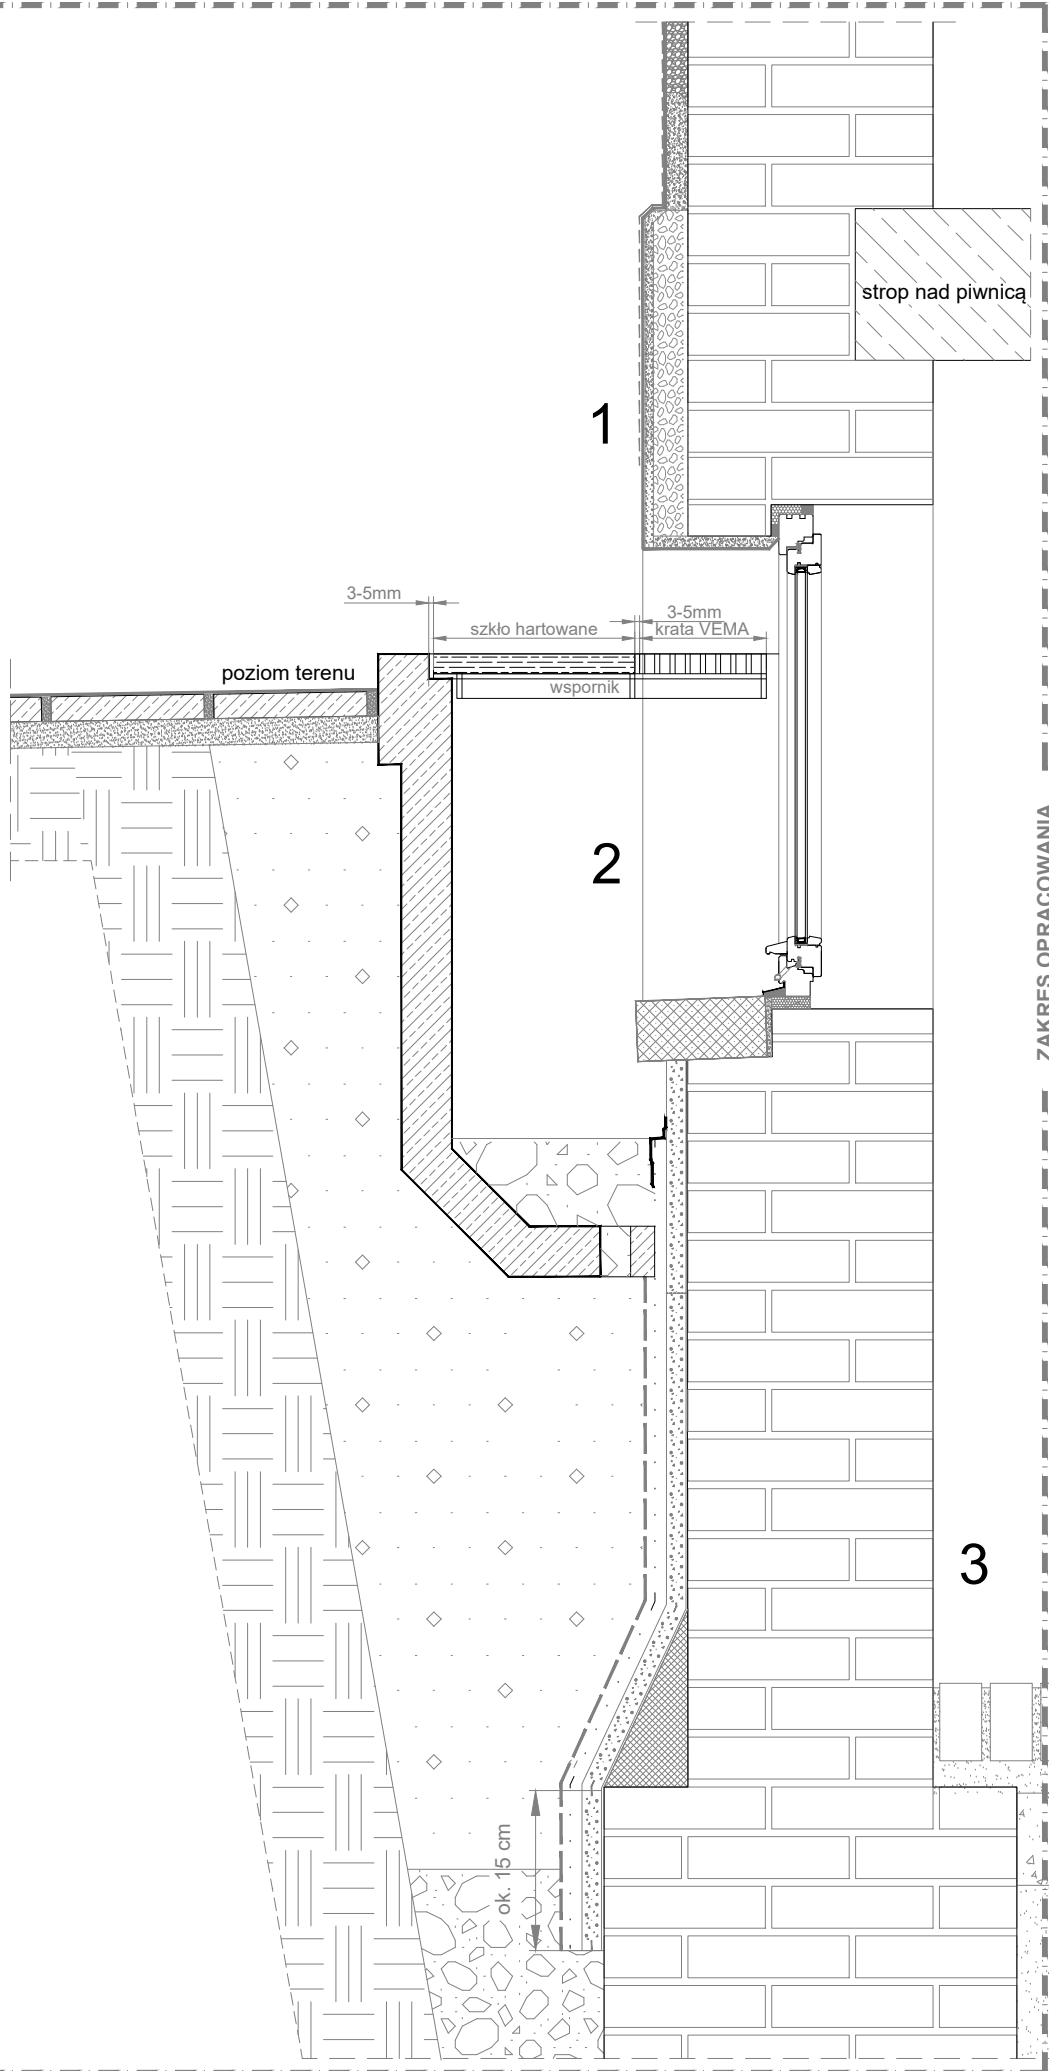 strop nad piwnicą
1
3-5mm
3-5mm
szkło hartowane
krata VEMA
poziom terenu
wspornik
ZAKRES OPRACOWANIA
2
3
ok. 15 cm